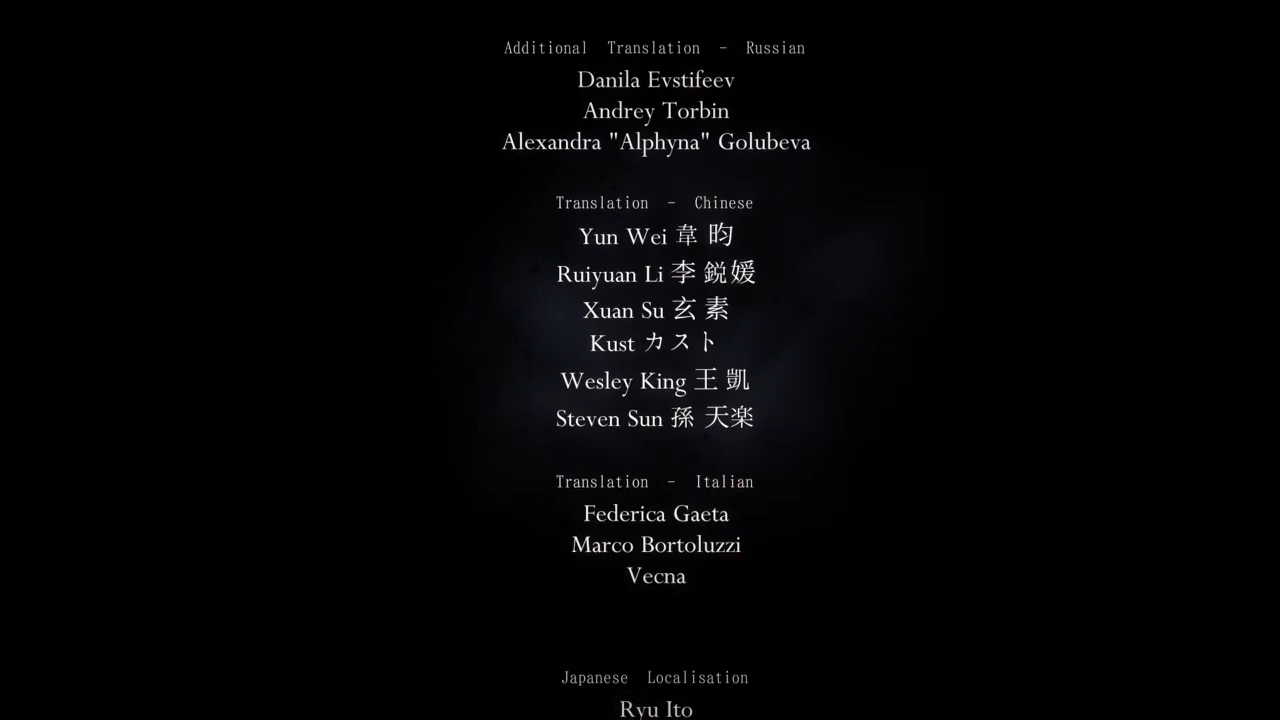 Additional Translation - Russian
Danila Evstifeev
Andrey Torbin
Alexandra "Alphyna" Golubeva
Translation - Chinese
Yun Wei 韋 昀
Ruiyuan Li 李 鋭媛
Xuan Su 玄 素
Kust カスト
Wesley King 王 凱
Steven Sun 孫 天楽
Translation - Italian
Federica Gaeta
Marco Bortoluzzi
Vecna
Japanese Localisation
Ryu Ito